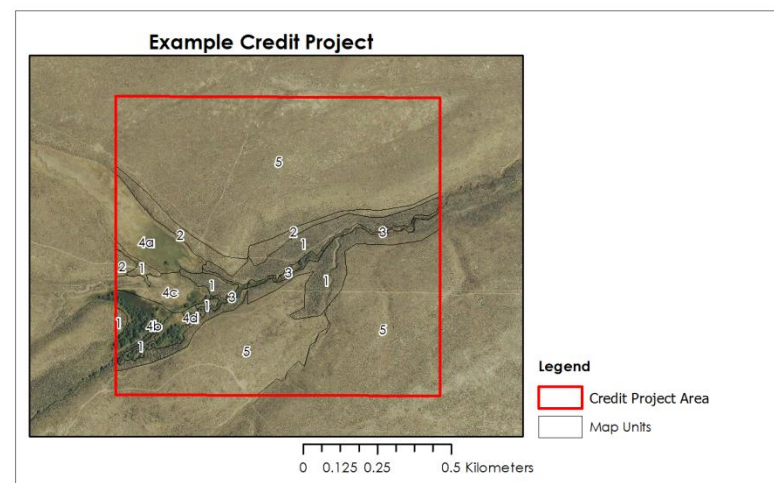 Example Credit Project
5
2
4a
2
1
3
2
1
1
3
4c
1
3
1
1
4b
4d
1
5
5
Legend
Credit Project Area
Map Units
0 0.125 0.25 0.5 Kilometers